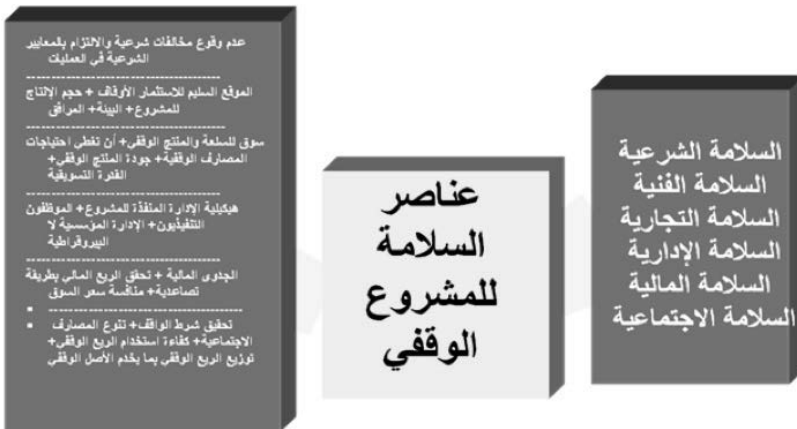 السلامة الشرعية
السلامة الفنية
السلامة التجارية
السلامة الإدارية
السلامة المالية
السلامة الاجتماعية
عناصر
السلامة
للمشروع
الوقفي
عدم وقوع مخالفات شرعية والالتزام بالمعايير
الشرعية في العمليات
----------------------------------------
الموقع السليم للاستثمار الأوقاف + حجم الإنتاج
للمشروع+ البيئة+ المرافق
----------------------------------------
سوق للسلعة والمنتج الوقفي+ أن تغطى احتياجات
المصارف الوقفية+ جودة المنتج الوقفي+
التسويقية
----------------------------------------
هيكيلية الإدارة المنفذة للمشروع+ الموظفون
التنفيذيون+ الإدارة المؤسسية لا
البيروقراطية
----------------------------------------
الجدوى المالية + تحقق الريع المالي بطريقة
تصاعدية+ منافسة سعر السوق
▪ ----------------------------------------
▪ تحقيق شرط الواقف+ تنوع المصارف
الاجتماعية+ كفاءة استخدام الريع الوقفي+
توزيع الريع الوقفي بما يخدم الأصل الوقفي